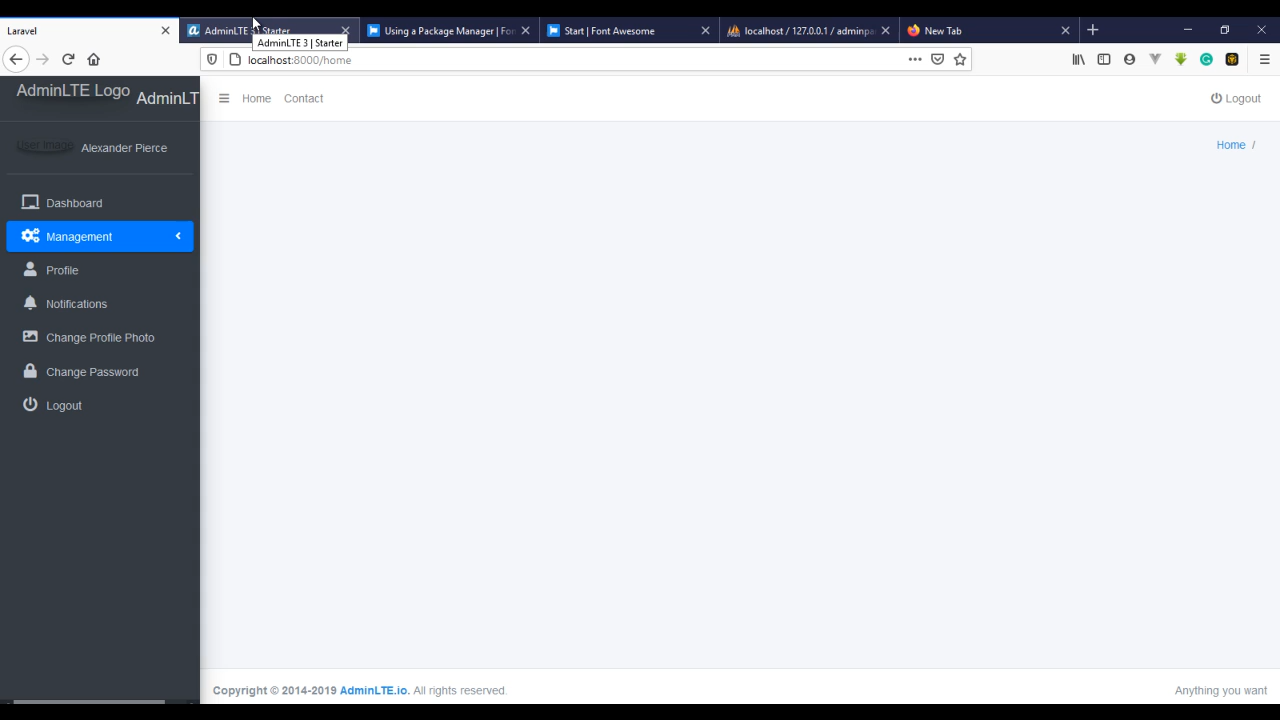 Laravel
AdminLTE 3 | Starter
Using a Package Manager | Fon
Start | Font Awesome
localhost / 127.0.0.1 / adminpa
New Tab
AdminLTE 3 | Starter
localhost:8000/home
AdminLTE Logo
AdminLT
Home
Contact
Logout
User Image
Alexander Pierce
Home /
Dashboard
Management
Profile
Notifications
Change Profile Photo
Change Password
Logout
Copyright © 2014-2019 AdminLTE.io. All rights reserved.
Anything you want